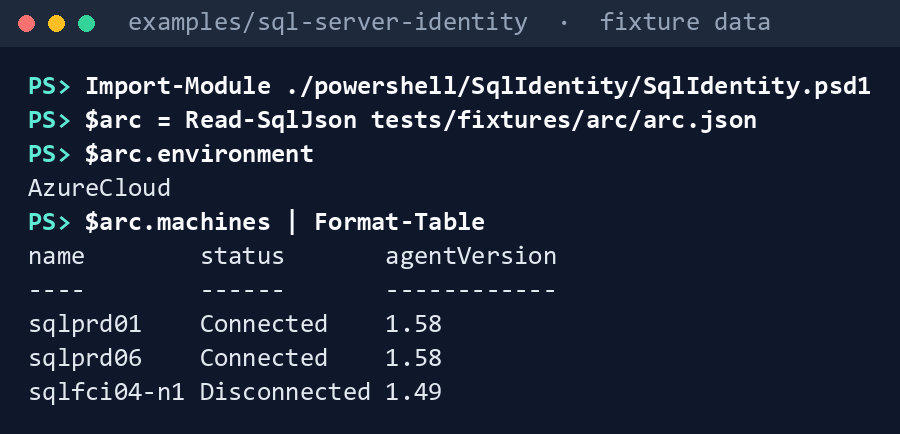 examples/sql-server-identity · fixture data
PS> Import-Module ./powershell/SqlIdentity/SqlIdentity.psd1
PS> $arc = Read-SqlJson tests/fixtures/arc/arc.json
PS> $arc.environment
AzureCloud
PS> $arc.machines | Format-Table
name        status       agentVersion
----        ------       ------------
sqlprd01    Connected    1.58
sqlprd06    Connected    1.58
sqlfci04-n1 Disconnected 1.49